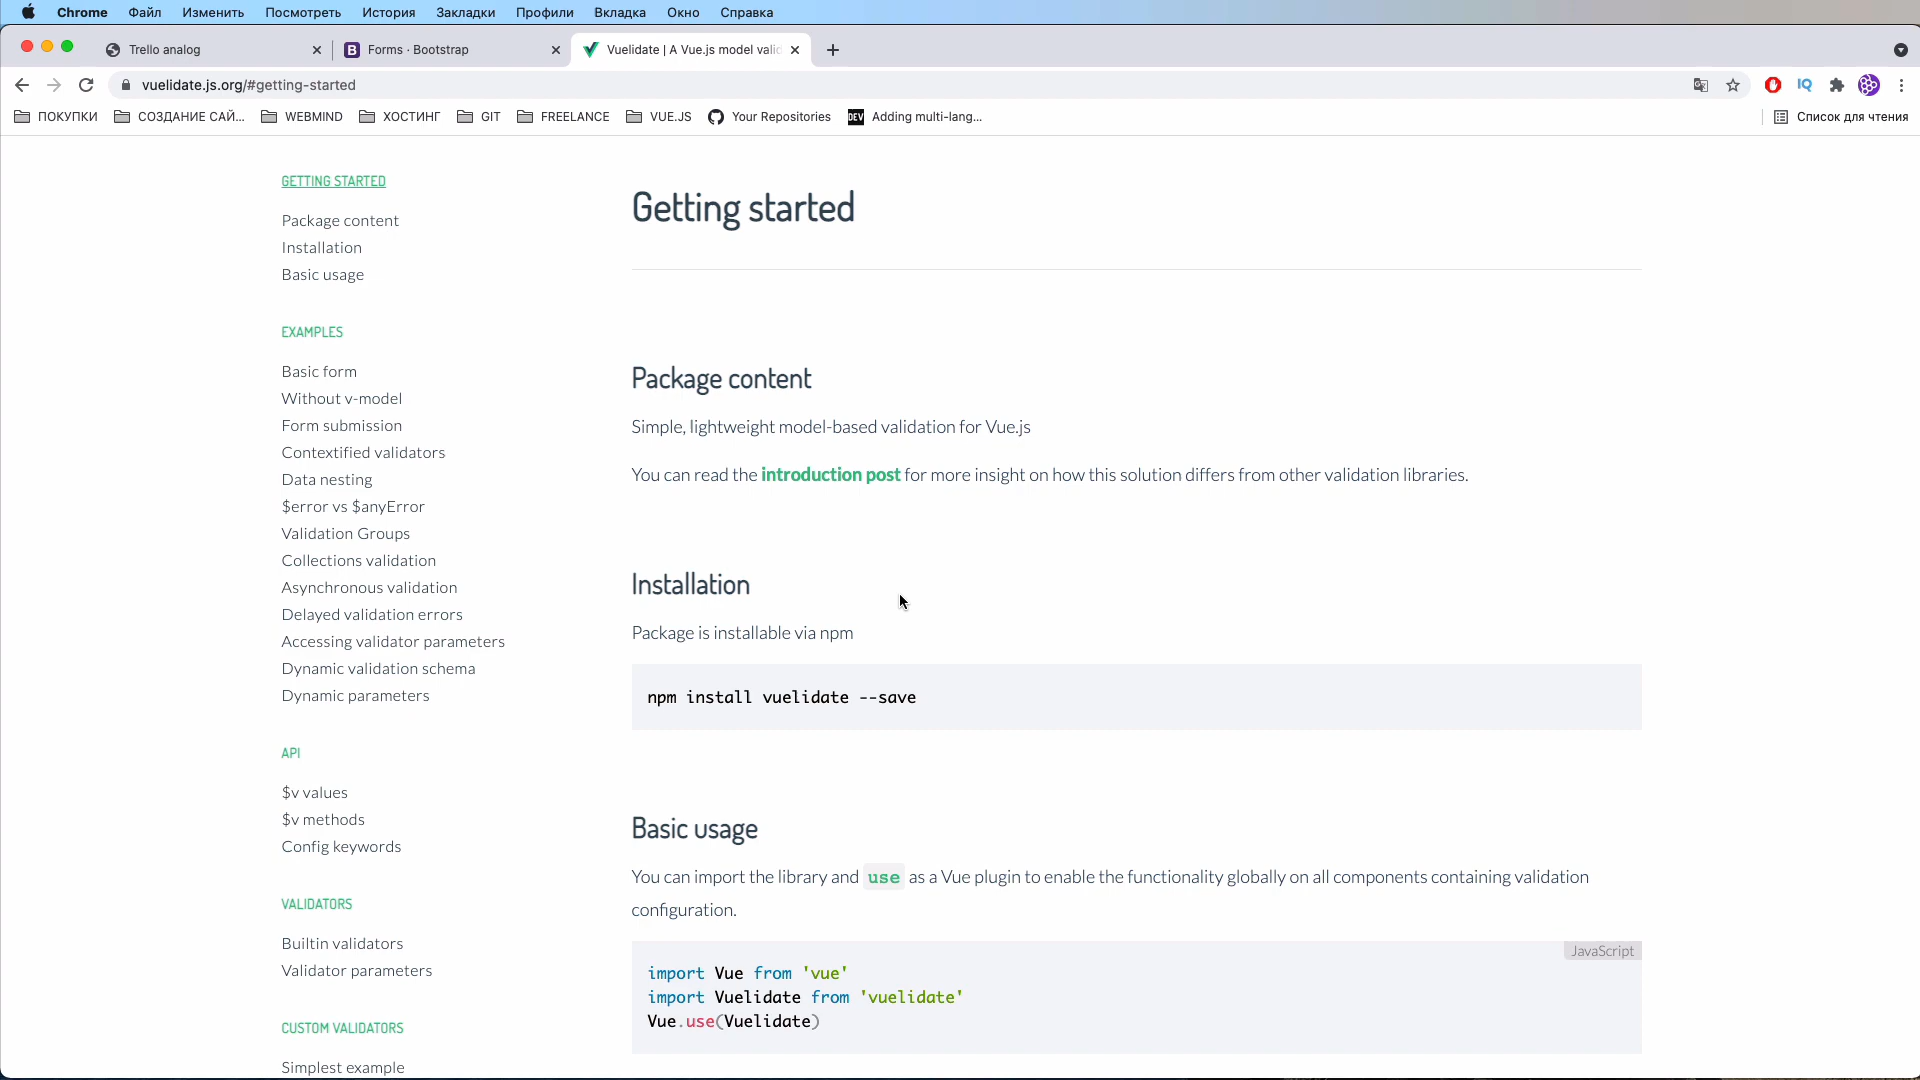 Chrome Файл Изменить Посмотреть История Закладки Профили Вкладка Окно Справка
Trello analog
Forms · Bootstrap
Vuelidate | A Vue.js model valid
vuelidate.js.org/#getting-started
ПОКУПКИ СОЗДАНИЕ САЙ... WEBMIND ХОСТИНГ GIT FREELANCE VUE.JS Your Repositories DEV Adding multi-lang... Список для чтения
GETTING STARTED
Package content
Installation
Basic usage
EXAMPLES
Basic form
Without v-model
Form submission
Contextified validators
Data nesting
$error vs $anyError
Validation Groups
Collections validation
Asynchronous validation
Delayed validation errors
Accessing validator parameters
Dynamic validation schema
Dynamic parameters
API
$v values
$v methods
Config keywords
VALIDATORS
Builtin validators
Validator parameters
CUSTOM VALIDATORS
Simplest example
Getting started
Package content
Simple, lightweight model-based validation for Vue.js
You can read the introduction post for more insight on how this solution differs from other validation libraries.
Installation
Package is installable via npm
npm install vuelidate --save
Basic usage
You can import the library and use as a Vue plugin to enable the functionality globally on all components containing validation
configuration.
JavaScript
import Vue from 'vue'
import Vuelidate from 'vuelidate'
Vue.use(Vuelidate)